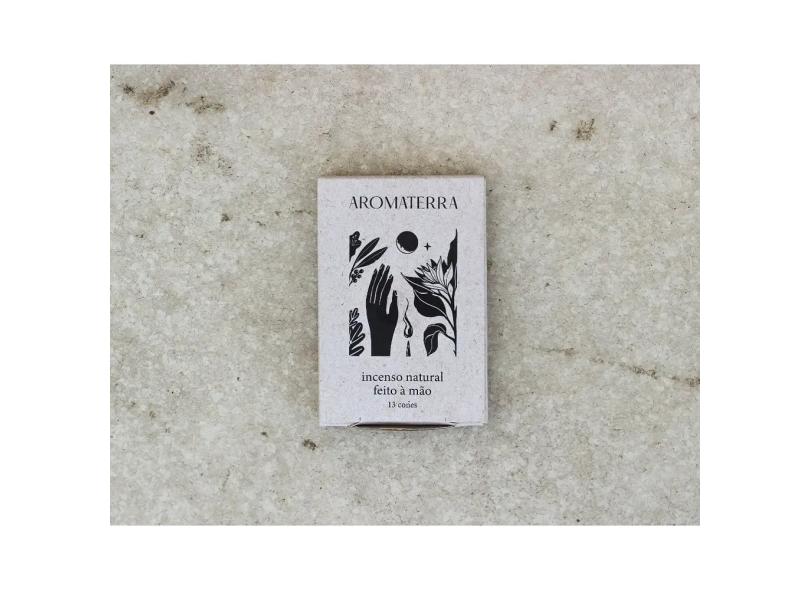 AROMATERRA
incenso natural
feito à mão
13 cones